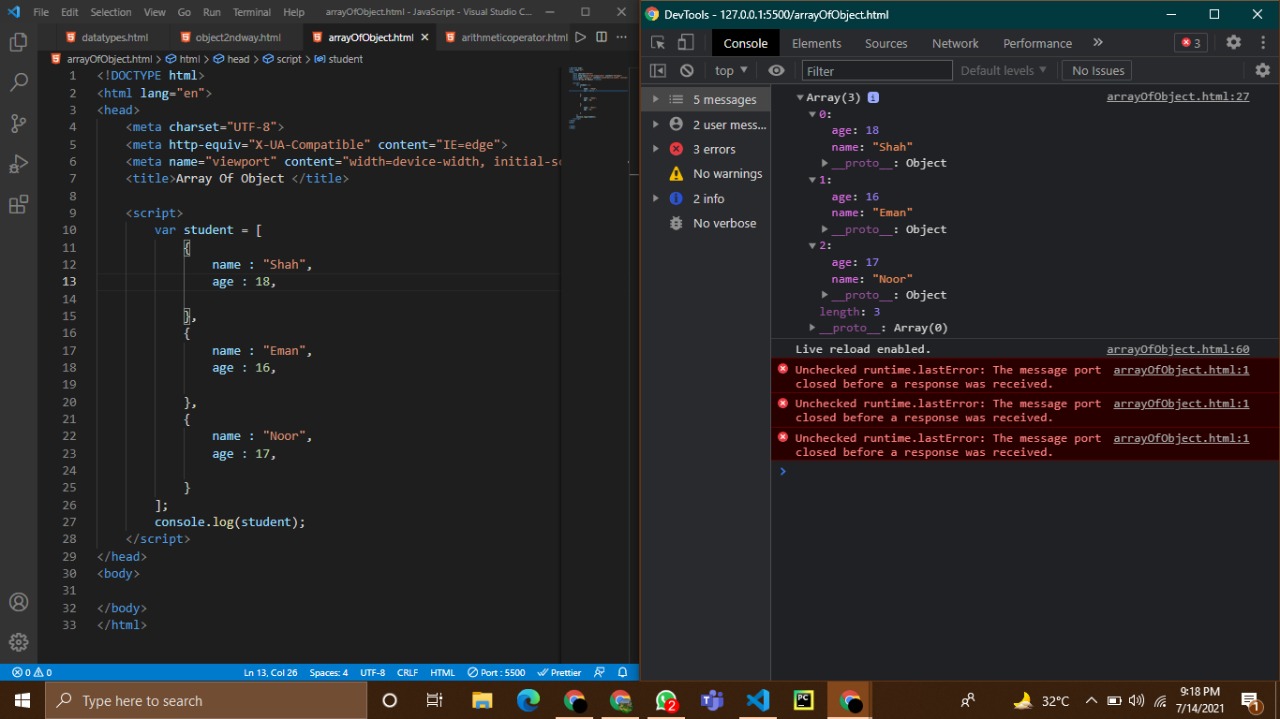 File Edit Selection View Go Run Terminal Help arrayOfObject.html - JavaScript - Visual Studio C...
datatypes.html object2ndway.html arrayOfObject.html arithmeticoperator.html
arrayOfObject.html > html > head > script > student
1 <!DOCTYPE html>
2 <html lang="en">
3 <head>
4 <meta charset="UTF-8">
5 <meta http-equiv="X-UA-Compatible" content="IE=edge">
6 <meta name="viewport" content="width=device-width, initial-sc
7 <title>Array Of Object </title>
8
9 <script>
10 var student = [
11 {
12 name : "Shah",
13 age : 18,
14
15 },
16 {
17 name : "Eman",
18 age : 16,
19
20 },
21 {
22 name : "Noor",
23 age : 17,
24
25 }
26 ];
27 console.log(student);
28 </script>
29 </head>
30 <body>
31
32 </body>
33 </html>
0 0 Ln 13, Col 26 Spaces: 4 UTF-8 CRLF HTML Port : 5500 Prettier
DevTools - 127.0.0.1:5500/arrayOfObject.html
Console Elements Sources Network Performance » 3
top Filter Default levels No Issues
5 messages
2 user mess...
3 errors
No warnings
2 info
No verbose
Array(3) i arrayOfObject.html:27
0:
age: 18
name: "Shah"
__proto__: Object
1:
age: 16
name: "Eman"
__proto__: Object
2:
age: 17
name: "Noor"
__proto__: Object
length: 3
__proto__: Array(0)
Live reload enabled. arrayOfObject.html:60
Unchecked runtime.lastError: The message port arrayOfObject.html:1
closed before a response was received.
Unchecked runtime.lastError: The message port arrayOfObject.html:1
closed before a response was received.
Unchecked runtime.lastError: The message port arrayOfObject.html:1
closed before a response was received.
>
Type here to search 2 PC 32°C 9:18 PM
7/14/2021 1